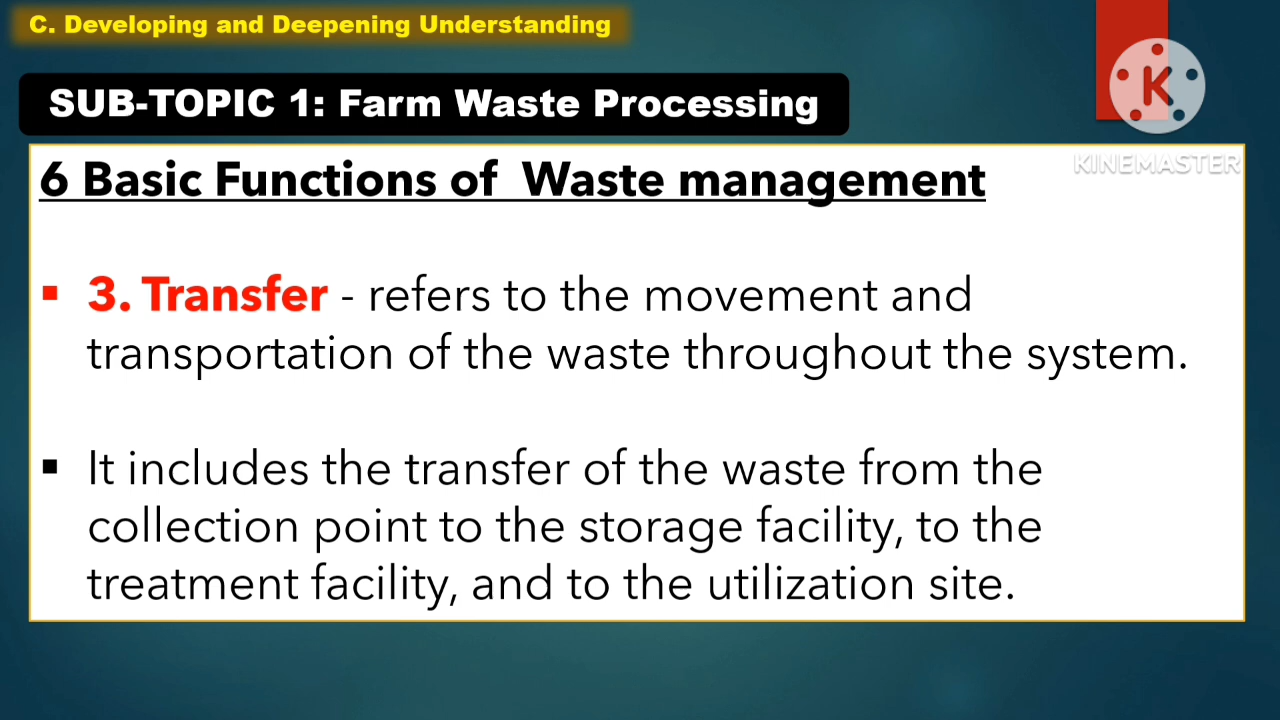 C. Developing and Deepening Understanding
SUB-TOPIC 1: Farm Waste Processing
K
KINEMASTER
6 Basic Functions of Waste management
▪ 3. Transfer - refers to the movement and
transportation of the waste throughout the system.
▪ It includes the transfer of the waste from the
collection point to the storage facility, to the
treatment facility, and to the utilization site.